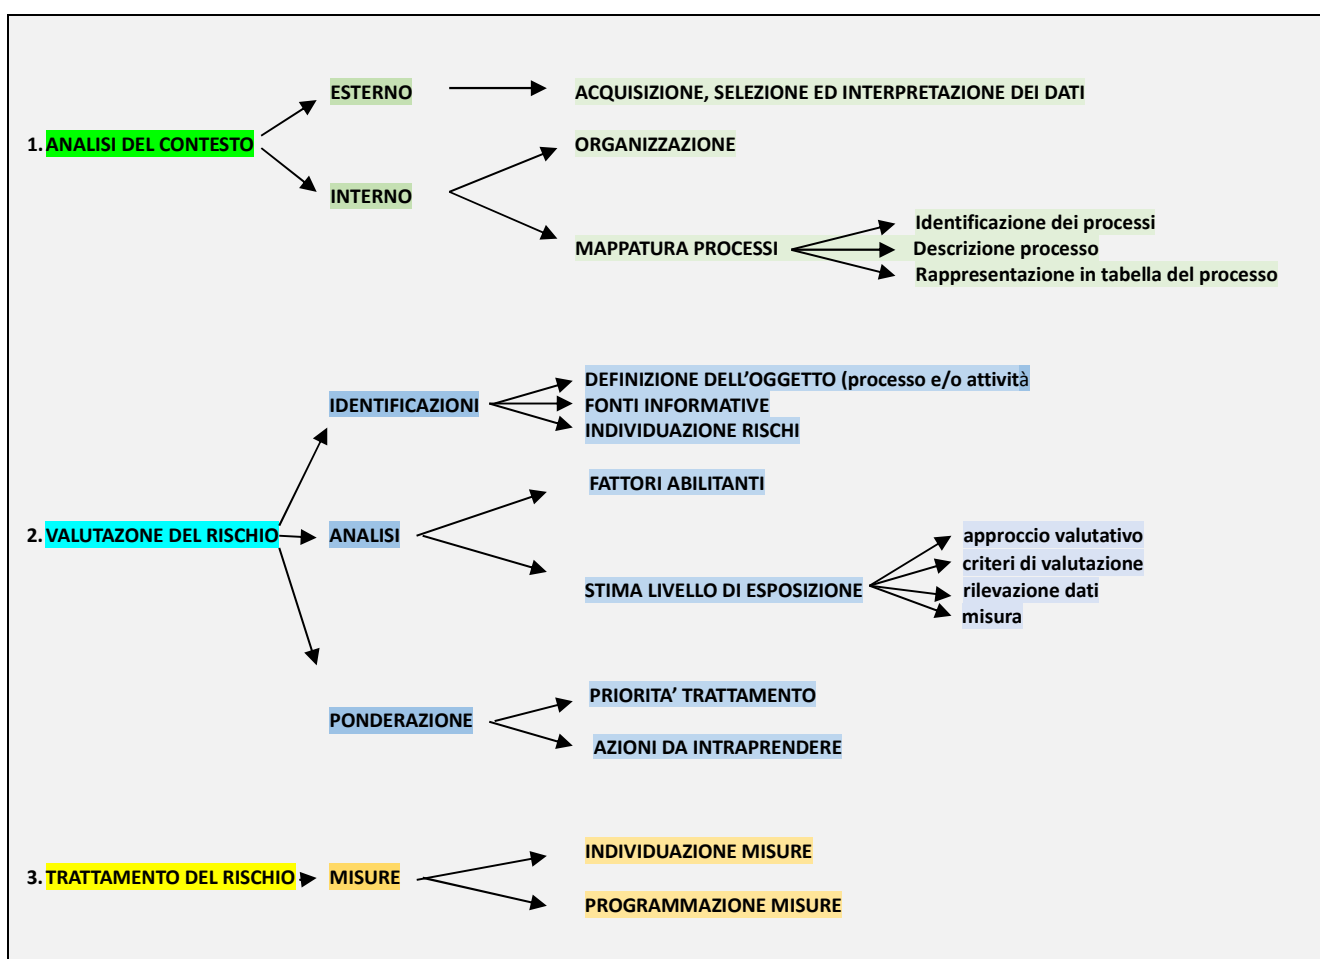 ESTERNO
ACQUISIZIONE, SELEZIONE ED INTERPRETAZIONE DEI DATI
1. ANALISI DEL CONTESTO
ORGANIZZAZIONE
INTERNO
MAPPATURA PROCESSI
Identificazione dei processi
Descrizione processo
Rappresentazione in tabella del processo
DEFINIZIONE DELL’OGGETTO (processo e/o attività
IDENTIFICAZIONI
FONTI INFORMATIVE
INDIVIDUAZIONE RISCHI
FATTORI ABILITANTI
2. VALUTAZONE DEL RISCHIO
ANALISI
approccio valutativo
criteri di valutazione
STIMA LIVELLO DI ESPOSIZIONE
rilevazione dati
misura
PRIORITA’ TRATTAMENTO
PONDERAZIONE
AZIONI DA INTRAPRENDERE
INDIVIDUAZIONE MISURE
3. TRATTAMENTO DEL RISCHIO
MISURE
PROGRAMMAZIONE MISURE